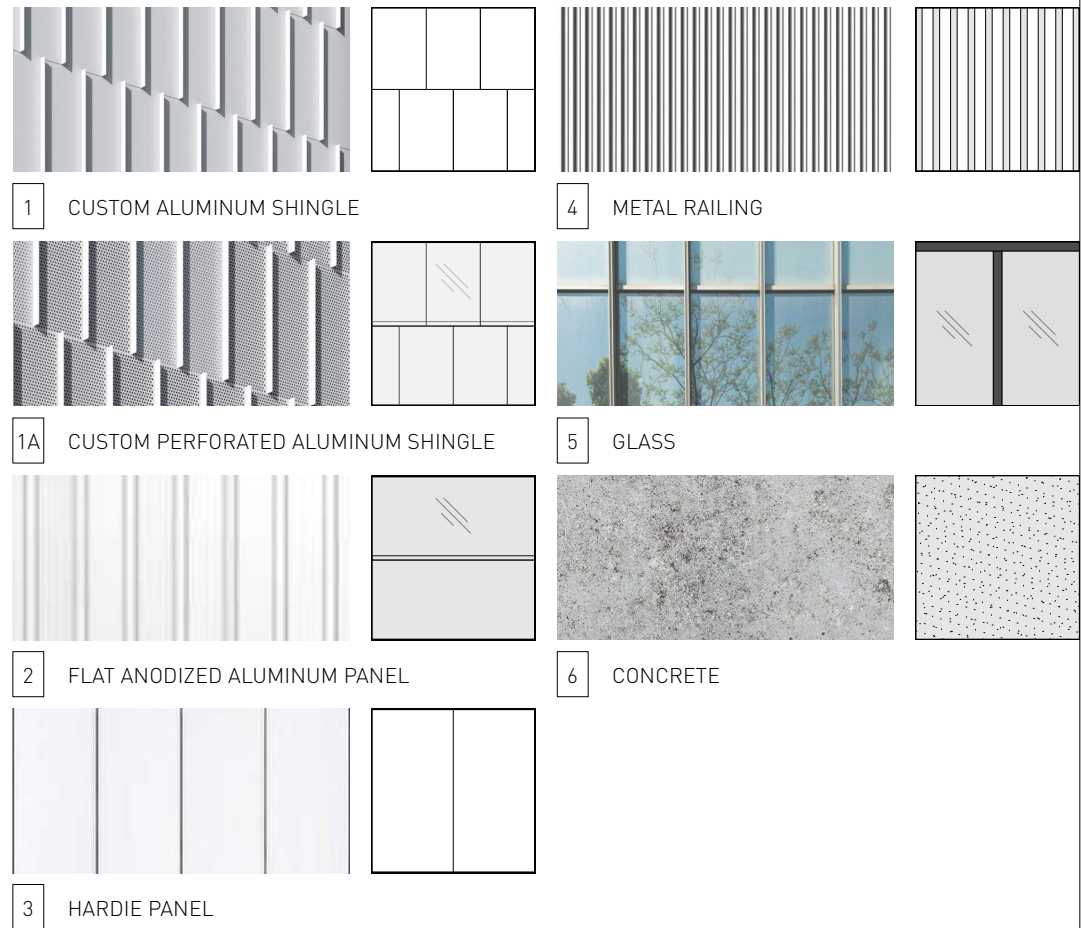 1 CUSTOM ALUMINUM SHINGLE
4 METAL RAILING
1A CUSTOM PERFORATED ALUMINUM SHINGLE
5 GLASS
2 FLAT ANODIZED ALUMINUM PANEL
6 CONCRETE
3 HARDIE PANEL